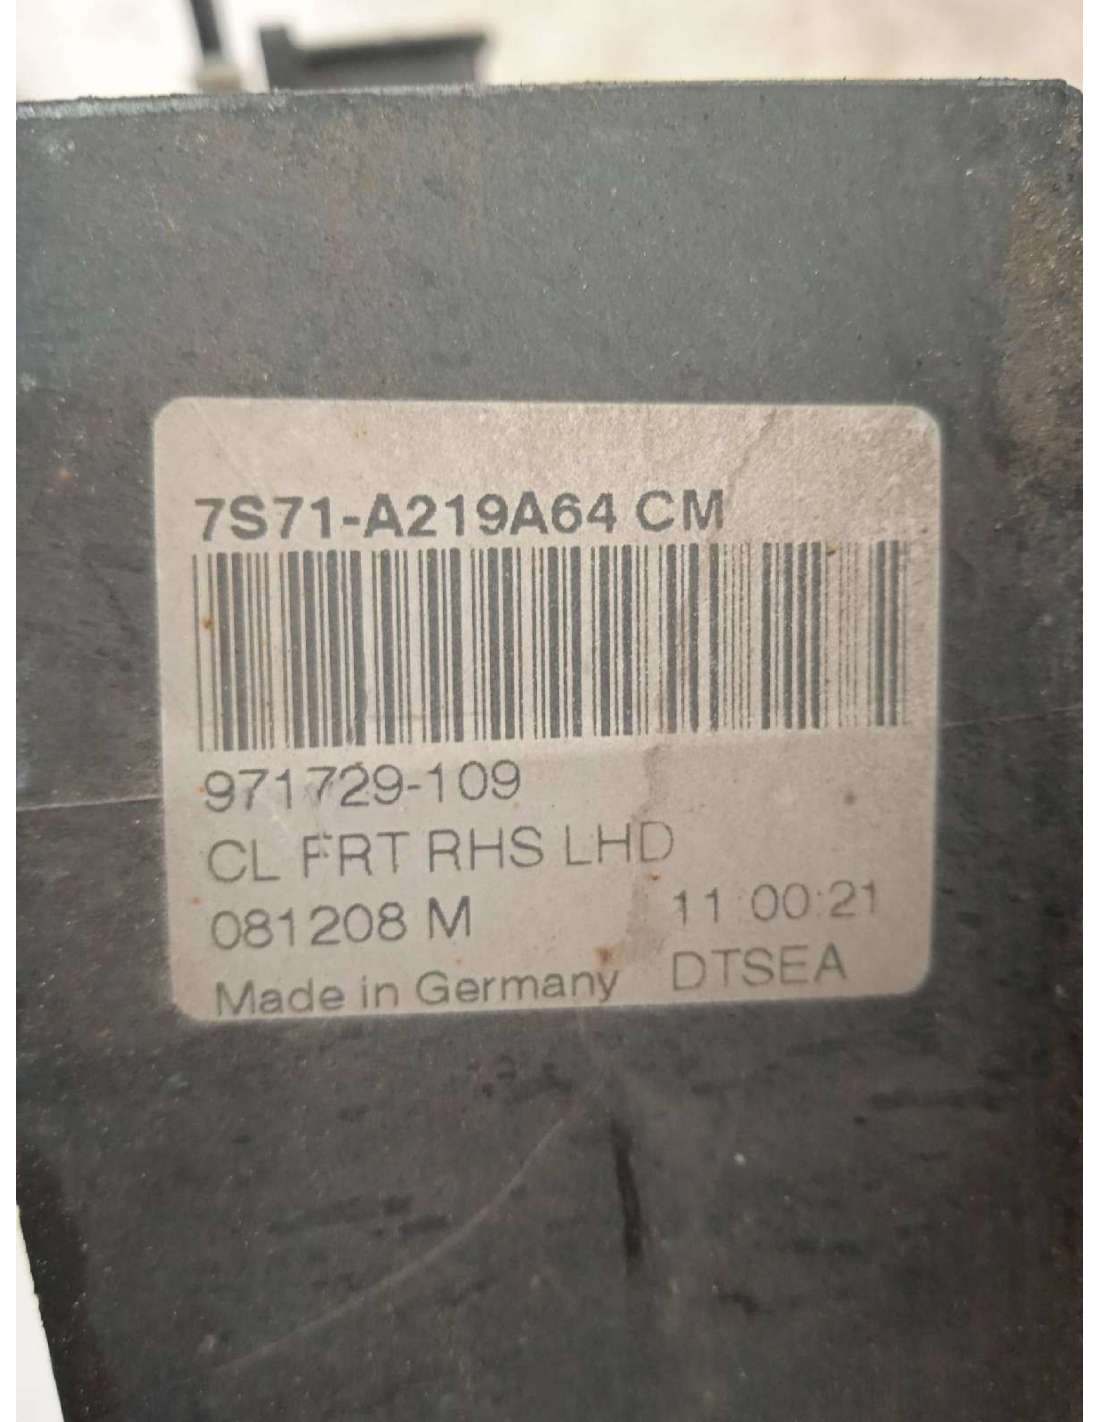 7S71-A219A64 CM
971729-109
CL FRT RHS LHD
081208 M 11:00:21
Made in Germany DTSEA